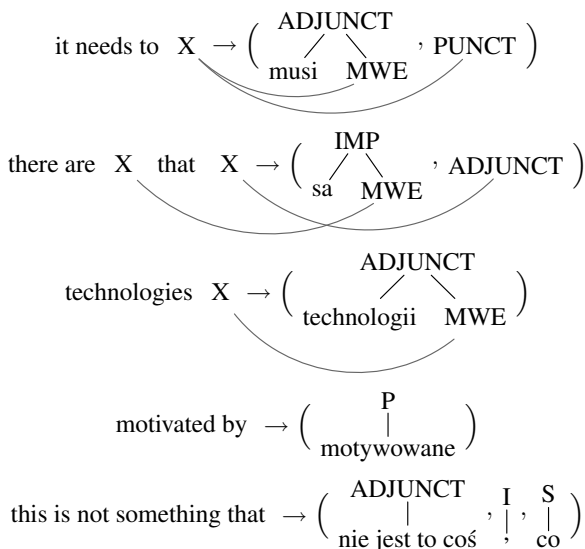 ADJUNCT
it needs to X → ( , PUNCT )
musi MWE
IMP
there are X that X → ( , ADJUNCT )
sa MWE
ADJUNCT
technologies X → ( )
technologii MWE
P
motivated by → ( )
motywowane
ADJUNCT I S
this is not something that → ( , , )
nie jest to coś , co